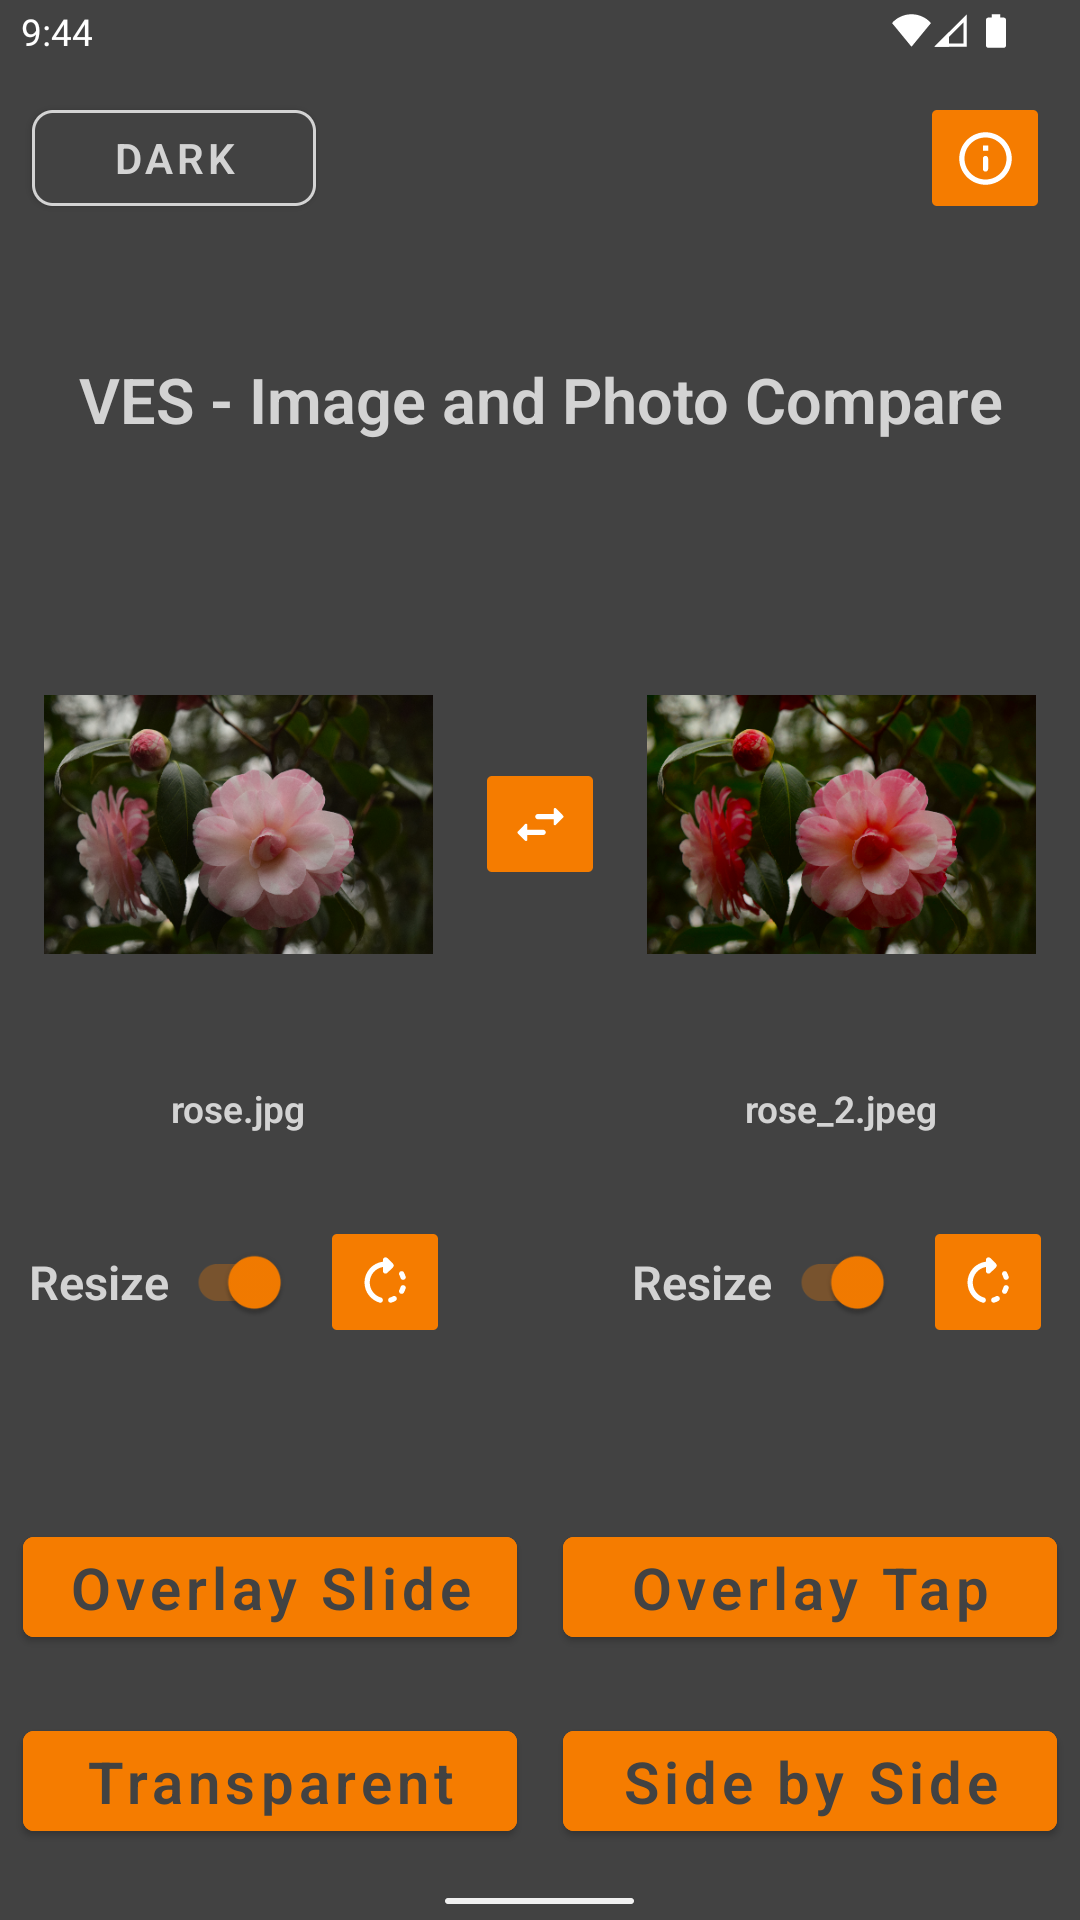 9:44
DARK
VES - Image and Photo Compare
rose.jpg
rose_2.jpeg
Resize
Resize
Overlay Slide
Overlay Tap
Transparent
Side by Side